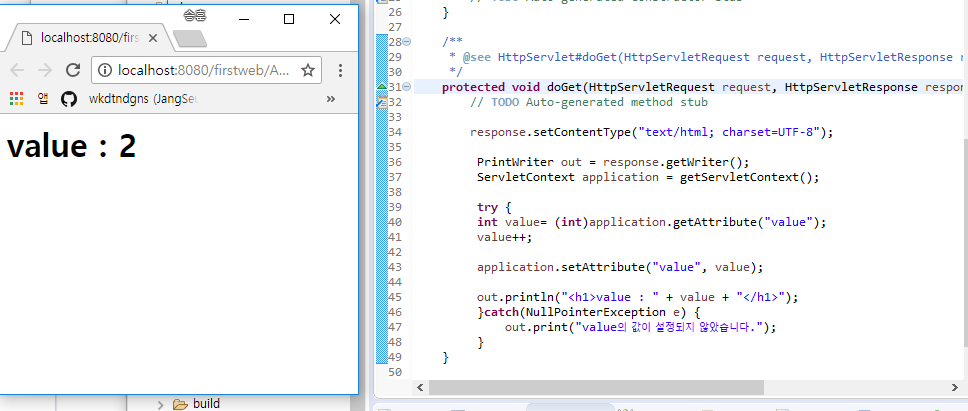 송훈
localhost:8080/firs
localhost:8080/firstweb/A...
앱
wkdtndgns (JangSeu
»
value : 2
build
26 }
27
28 /**
29 * @see HttpServlet#doGet(HttpServletRequest request, HttpServletResponse r
30 */
31 protected void doGet(HttpServletRequest request, HttpServletResponse respon
32 // TODO Auto-generated method stub
33
34 response.setContentType("text/html; charset=UTF-8");
35
36 PrintWriter out = response.getWriter();
37 ServletContext application = getServletContext();
38
39 try {
40 int value= (int)application.getAttribute("value");
41 value++;
42
43 application.setAttribute("value", value);
44
45 out.println("<h1>value : " + value + "</h1>");
46 }catch(NullPointerException e) {
47 out.print("value의 값이 설정되지 않았습니다.");
48 }
49 }
50